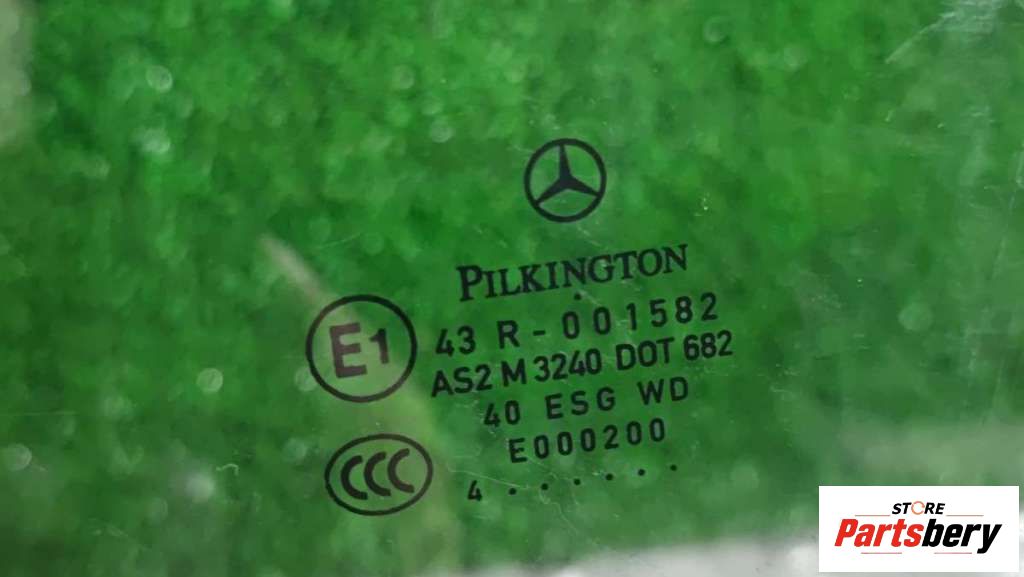 PILKINGTON
E1
43 R - 001582
AS2 M 3240 DOT 682
40 ESG WD
E000200
CCC
4 . . . . . .
STORE
Partsbery